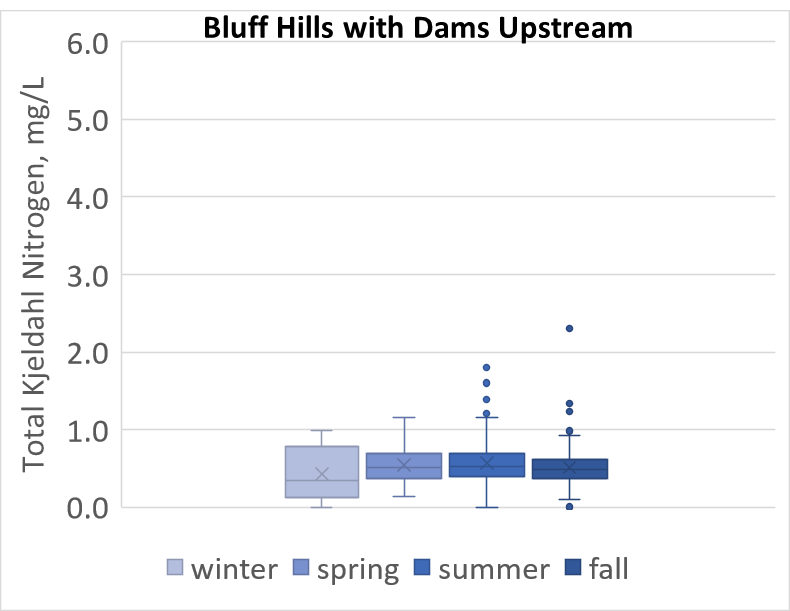 Bluff Hills with Dams Upstream
Total Kjeldahl Nitrogen, mg/L
6.0
5.0
4.0
3.0
2.0
1.0
0.0
winter spring summer fall